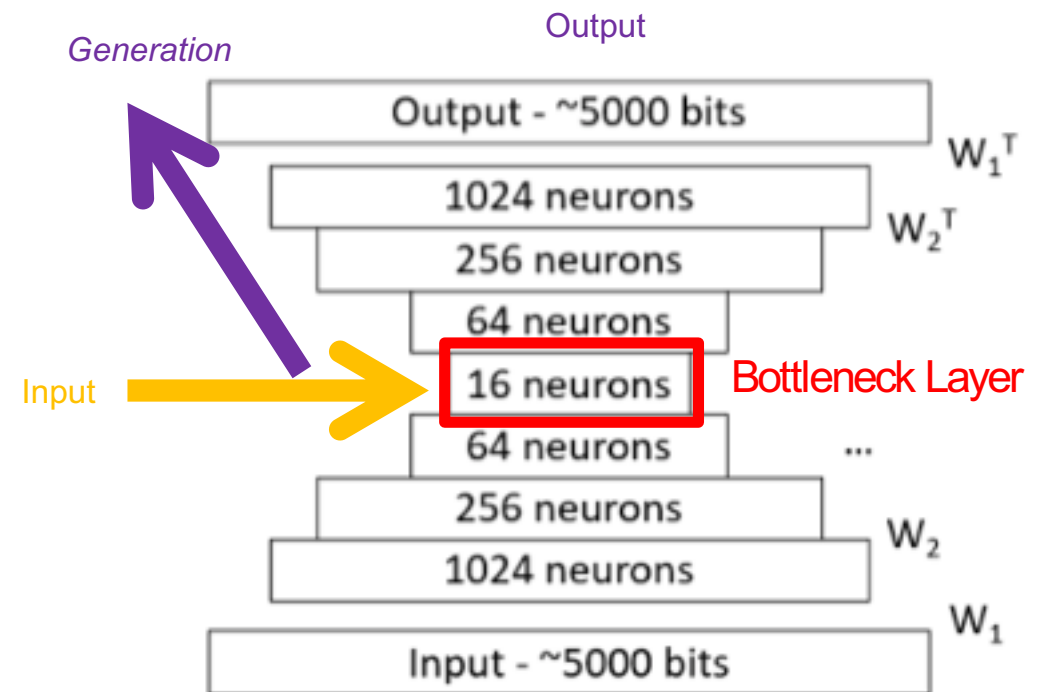 Output
Generation
Output - ~5000 bits
W₁ᵀ
1024 neurons
W₂ᵀ
256 neurons
64 neurons
Input
16 neurons
Bottleneck Layer
64 neurons
...
256 neurons
W₂
1024 neurons
W₁
Input - ~5000 bits